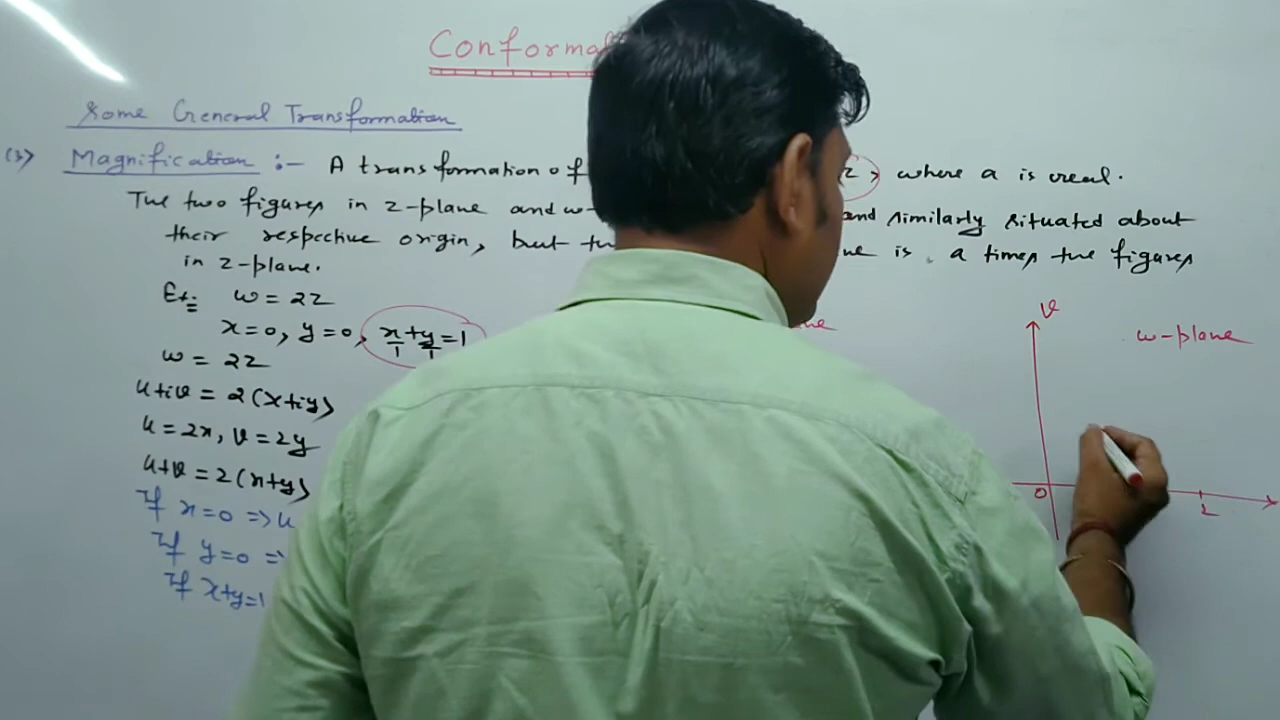 Conforma
Some General Transformation
(3) Magnification :- A transformation of z, where a is real.
The two figures in z-plane and w- and similarly situated about
their respective origin, but the is a times the figures
in z-plane.
Ex:- w = 2z
x=0, y=0, x/1+y/1=1
w = 2z
u+iv = 2(x+iy)
u=2x, v=2y
u+v = 2(x+y)
If x=0 => u
If y=0 =>
If x+y=1
v
w-plane
0
2